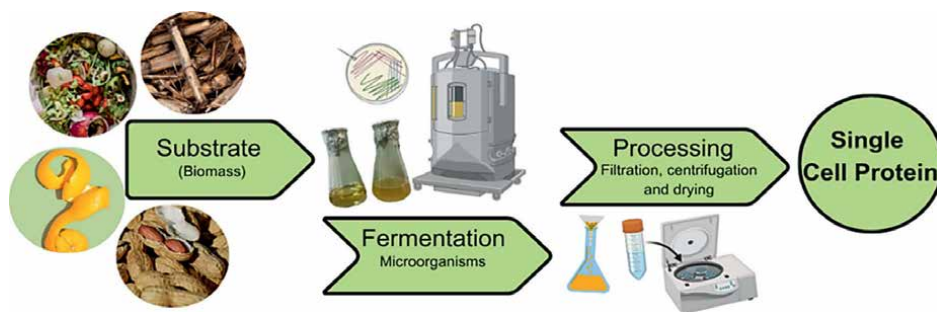 Substrate
(Biomass)
Fermentation
Microorganisms
Processing
Filtration, centrifugation
and drying
Single
Cell Protein